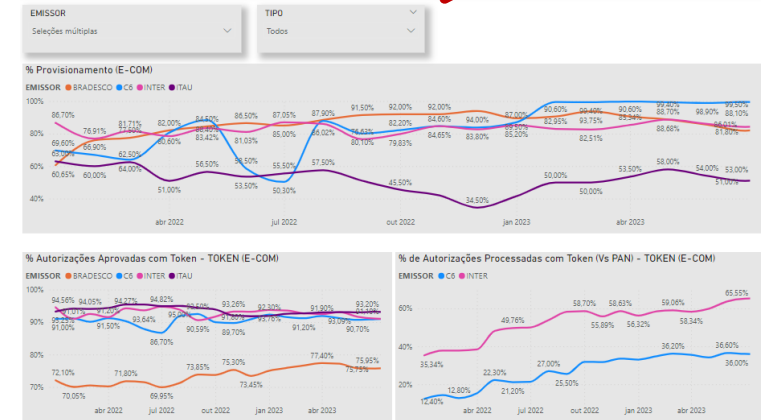 EMISSOR TIPO
Seleções múltiplas Todos
% Provisionamento (E-COM)
EMISSOR BRADESCO C6 INTER ITAU
100%
80%
60%
40%
86,70% 76,91% 81,71% 82,00% 84,50% 86,50% 87,05% 87,90% 91,50% 92,00% 92,00% 94,00% 87,00% 90,60% 99,40% 90,60% 99,40% 98,90% 99,50%
69,60% 66,90% 62,50% 60,60% 83,42% 81,03% 85,00% 86,02% 82,20% 84,60% 82,95% 93,75% 88,70% 88,10%
60,65% 60,00% 64,00% 80,10% 79,83% 84,65% 83,80% 85,20% 82,51% 88,68% 81,80%
51,00% 56,50% 53,50% 55,50% 50,30% 57,50% 45,50% 34,50% 50,00% 50,00% 53,50% 58,00% 54,00% 53,00% 51,00%
abr 2022 jul 2022 out 2022 jan 2023 abr 2023
% Autorizações Aprovadas com Token - TOKEN (E-COM)
EMISSOR BRADESCO C6 INTER ITAU
100%
90%
80%
70%
94,56% 94,05% 94,27% 94,82% 93,26% 92,30% 91,90% 93,20%
91,00% 91,50% 93,64% 86,70% 90,59% 89,70% 91,20% 90,70%
72,10% 70,05% 71,80% 69,95% 73,85% 75,30% 73,45% 77,40% 75,75% 75,95%
abr 2022 jul 2022 out 2022 jan 2023 abr 2023
% de Autorizações Processadas com Token (Vs PAN) - TOKEN (E-COM)
EMISSOR C6 INTER
60%
40%
20%
35,34% 49,76% 58,70% 55,89% 58,63% 56,32% 59,06% 58,34% 65,55%
12,40% 12,80% 22,30% 21,20% 27,00% 25,50% 36,20% 36,60% 36,00%
abr 2022 jul 2022 out 2022 jan 2023 abr 2023